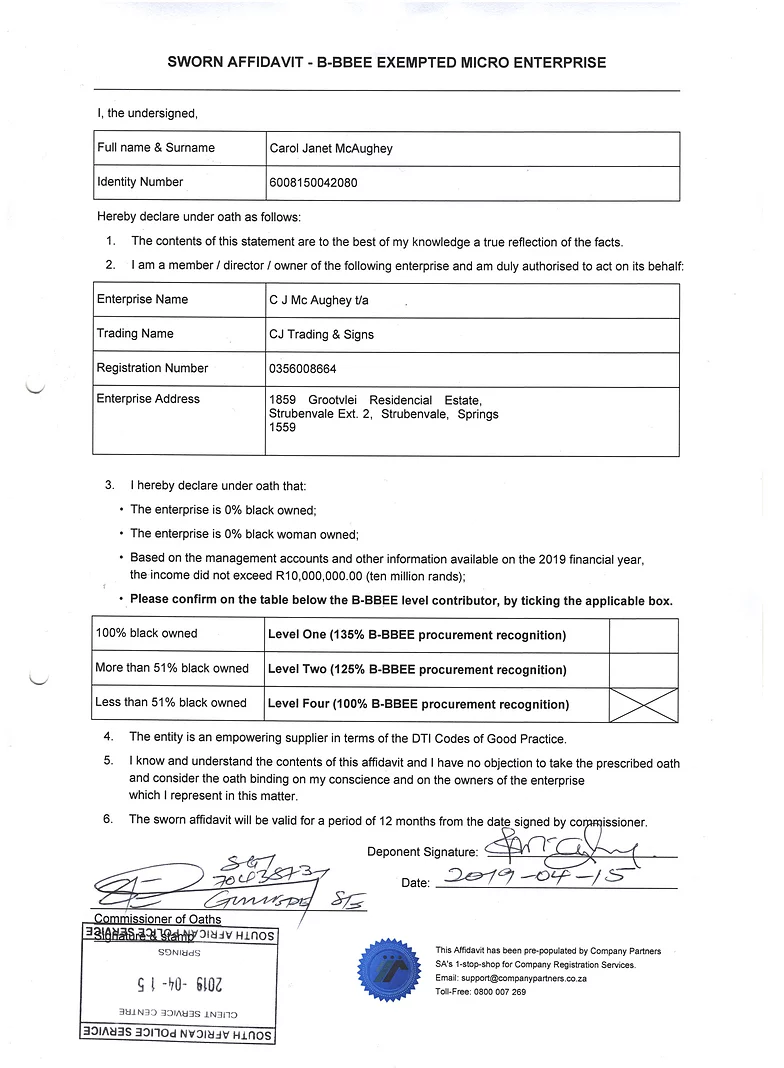 SWORN AFFIDAVIT - B-BBEE EXEMPTED MICRO ENTERPRISE
I, the undersigned,
Full name & Surname Carol Janet McAughey
Identity Number 6008150042080
Hereby declare under oath as follows:
1. The contents of this statement are to the best of my knowledge a true reflection of the facts.
2. I am a member / director / owner of the following enterprise and am duly authorised to act on its behalf:
Enterprise Name C J Mc Aughey t/a
Trading Name CJ Trading & Signs
Registration Number 0356008664
Enterprise Address 1859 Grootvlei Residencial Estate,
Strubenvale Ext. 2, Strubenvale, Springs
1559
3. I hereby declare under oath that:
• The enterprise is 0% black owned;
• The enterprise is 0% black woman owned;
• Based on the management accounts and other information available on the 2019 financial year,
the income did not exceed R10,000,000.00 (ten million rands);
• Please confirm on the table below the B-BBEE level contributor, by ticking the applicable box.
100% black owned Level One (135% B-BBEE procurement recognition)
More than 51% black owned Level Two (125% B-BBEE procurement recognition)
Less than 51% black owned Level Four (100% B-BBEE procurement recognition)
4. The entity is an empowering supplier in terms of the DTI Codes of Good Practice.
5. I know and understand the contents of this affidavit and I have no objection to take the prescribed oath
and consider the oath binding on my conscience and on the owners of the enterprise
which I represent in this matter.
6. The sworn affidavit will be valid for a period of 12 months from the date signed by commissioner.
Deponent Signature:
Date: 2019-04-15
Commissioner of Oaths
Signature & stamp
SOUTH AFRICAN POLICE SERVICE
CLIENT SERVICE CENTRE
2019 -04- 15
SPRINGS
SOUTH AFRICAN POLICE SERVICE
This Affidavit has been pre-populated by Company Partners
SA's 1-stop-shop for Company Registration Services.
Email: support@companypartners.co.za
Toll-Free: 0800 007 269